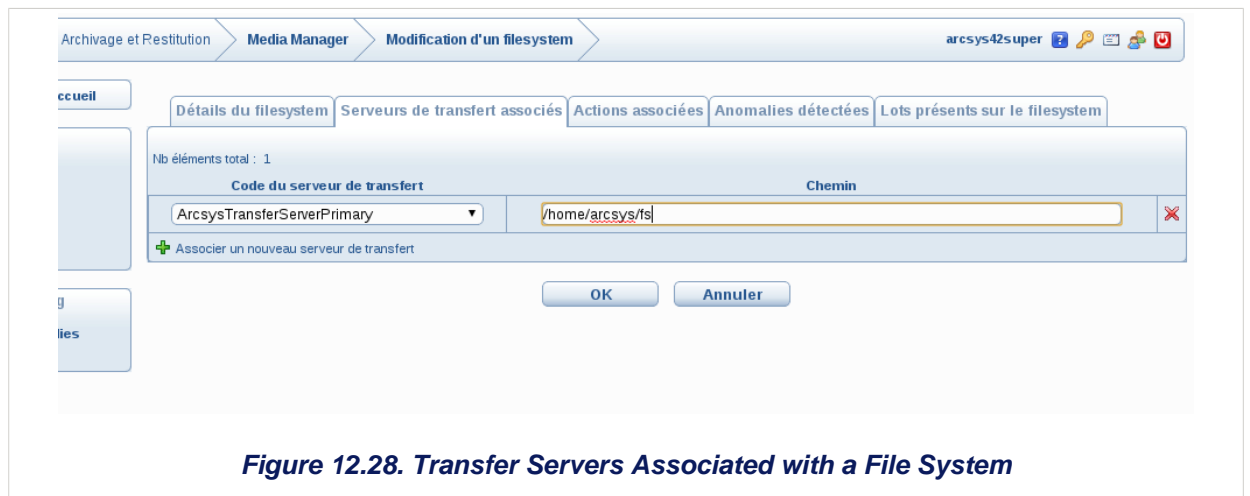 Archivage et Restitution Media Manager Modification d'un filesystem arcsys42super
ccueil
Détails du filesystem Serveurs de transfert associés Actions associées Anomalies détectées Lots présents sur le filesystem
Nb éléments total : 1
Code du serveur de transfert Chemin
ArcsysTransferServerPrimary /home/arcsys/fs
Associer un nouveau serveur de transfert
OK Annuler
g
lies
Figure 12.28. Transfer Servers Associated with a File System